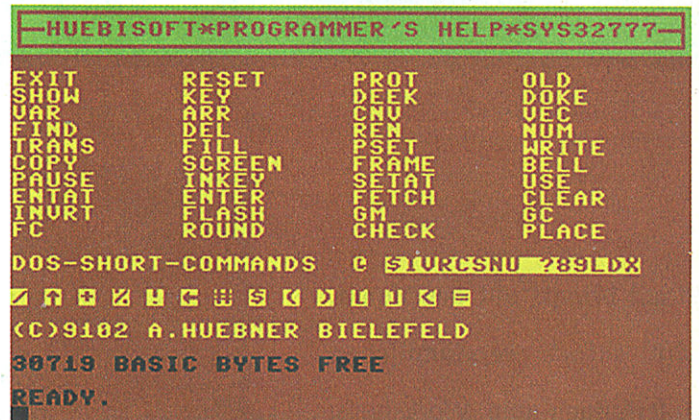 HUEBISOFT*PROGRAMMER'S HELP*SYS32777
EXIT RESET PROT OLD
SHOW KEY DEEK DOKE
VAR ARR CNV VEC
FIND DEL REN NUM
TRANS FILL PSET WRITE
COPY SCREEN FRAME BELL
PAUSE INKEY SETAT USE
ENTAT ENTER FETCH CLEAR
INVRT FLASH GM GC
FC ROUND CHECK PLACE
DOS-SHORT-COMMANDS @ $IVRCSNU ?89LDX
/ ↑ + % ! ← # $ ( ) [ ] < =
(C)9102 A.HUEBNER BIELEFELD
30719 BASIC BYTES FREE
READY.